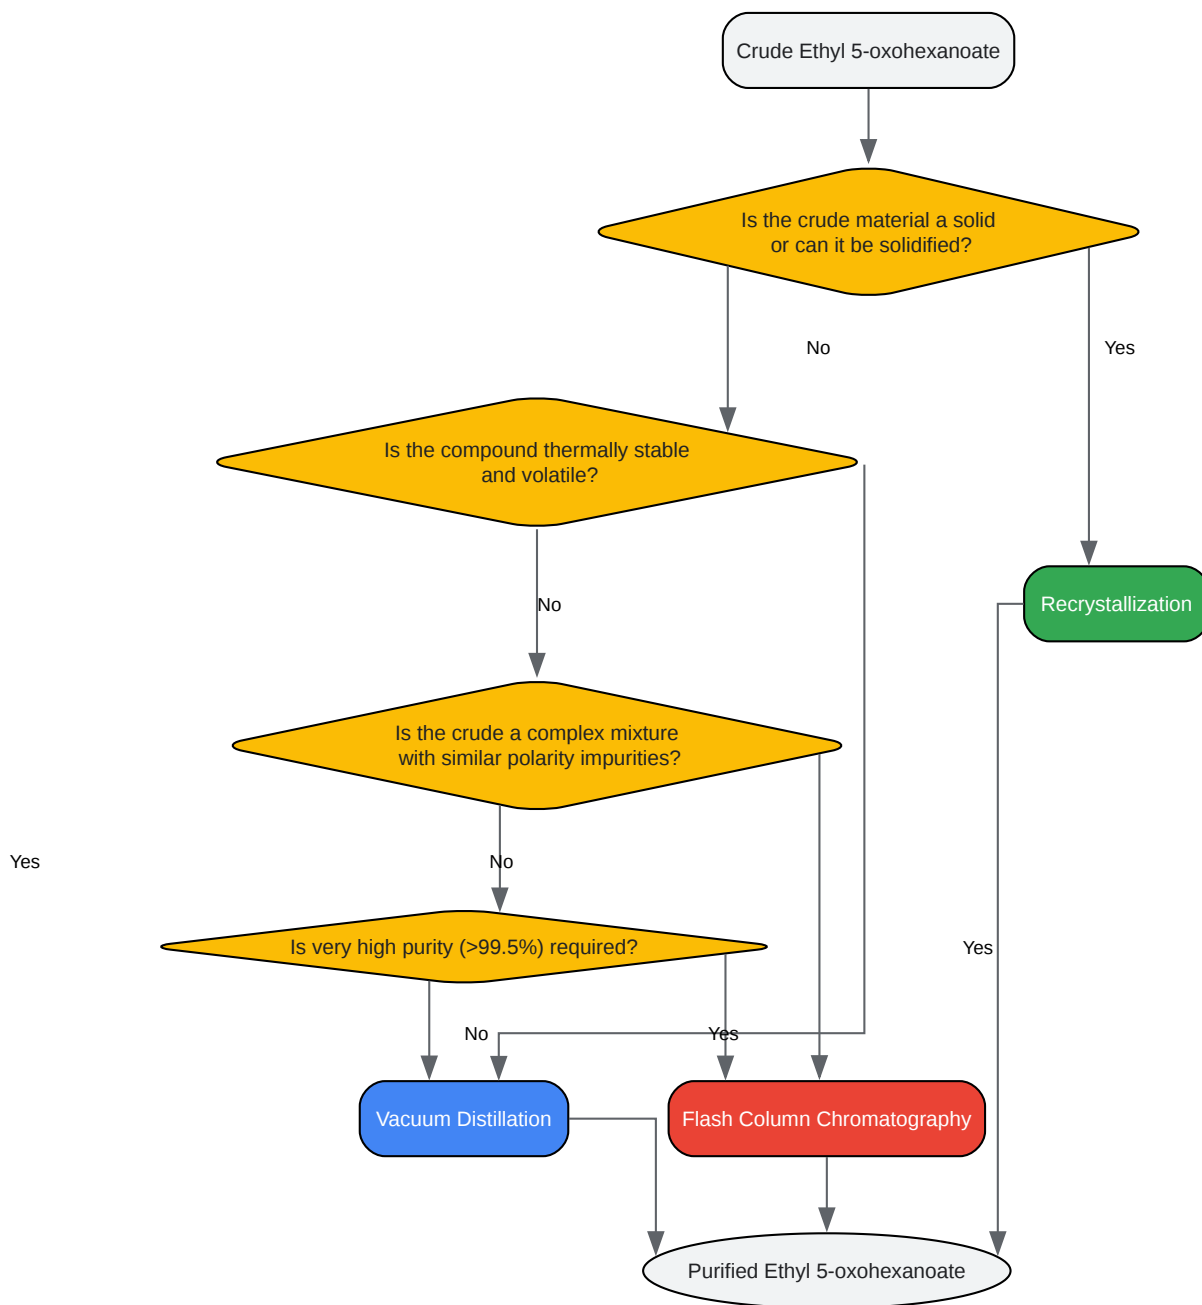 Crude Ethyl 5-oxohexanoate
Is the crude material a solid
or can it be solidified?
No
Yes
Is the compound thermally stable
and volatile?
No
Recrystallization
Is the crude a complex mixture
with similar polarity impurities?
Yes
No
Is very high purity (>99.5%) required?
Yes
No
Yes
Vacuum Distillation
Flash Column Chromatography
Purified Ethyl 5-oxohexanoate